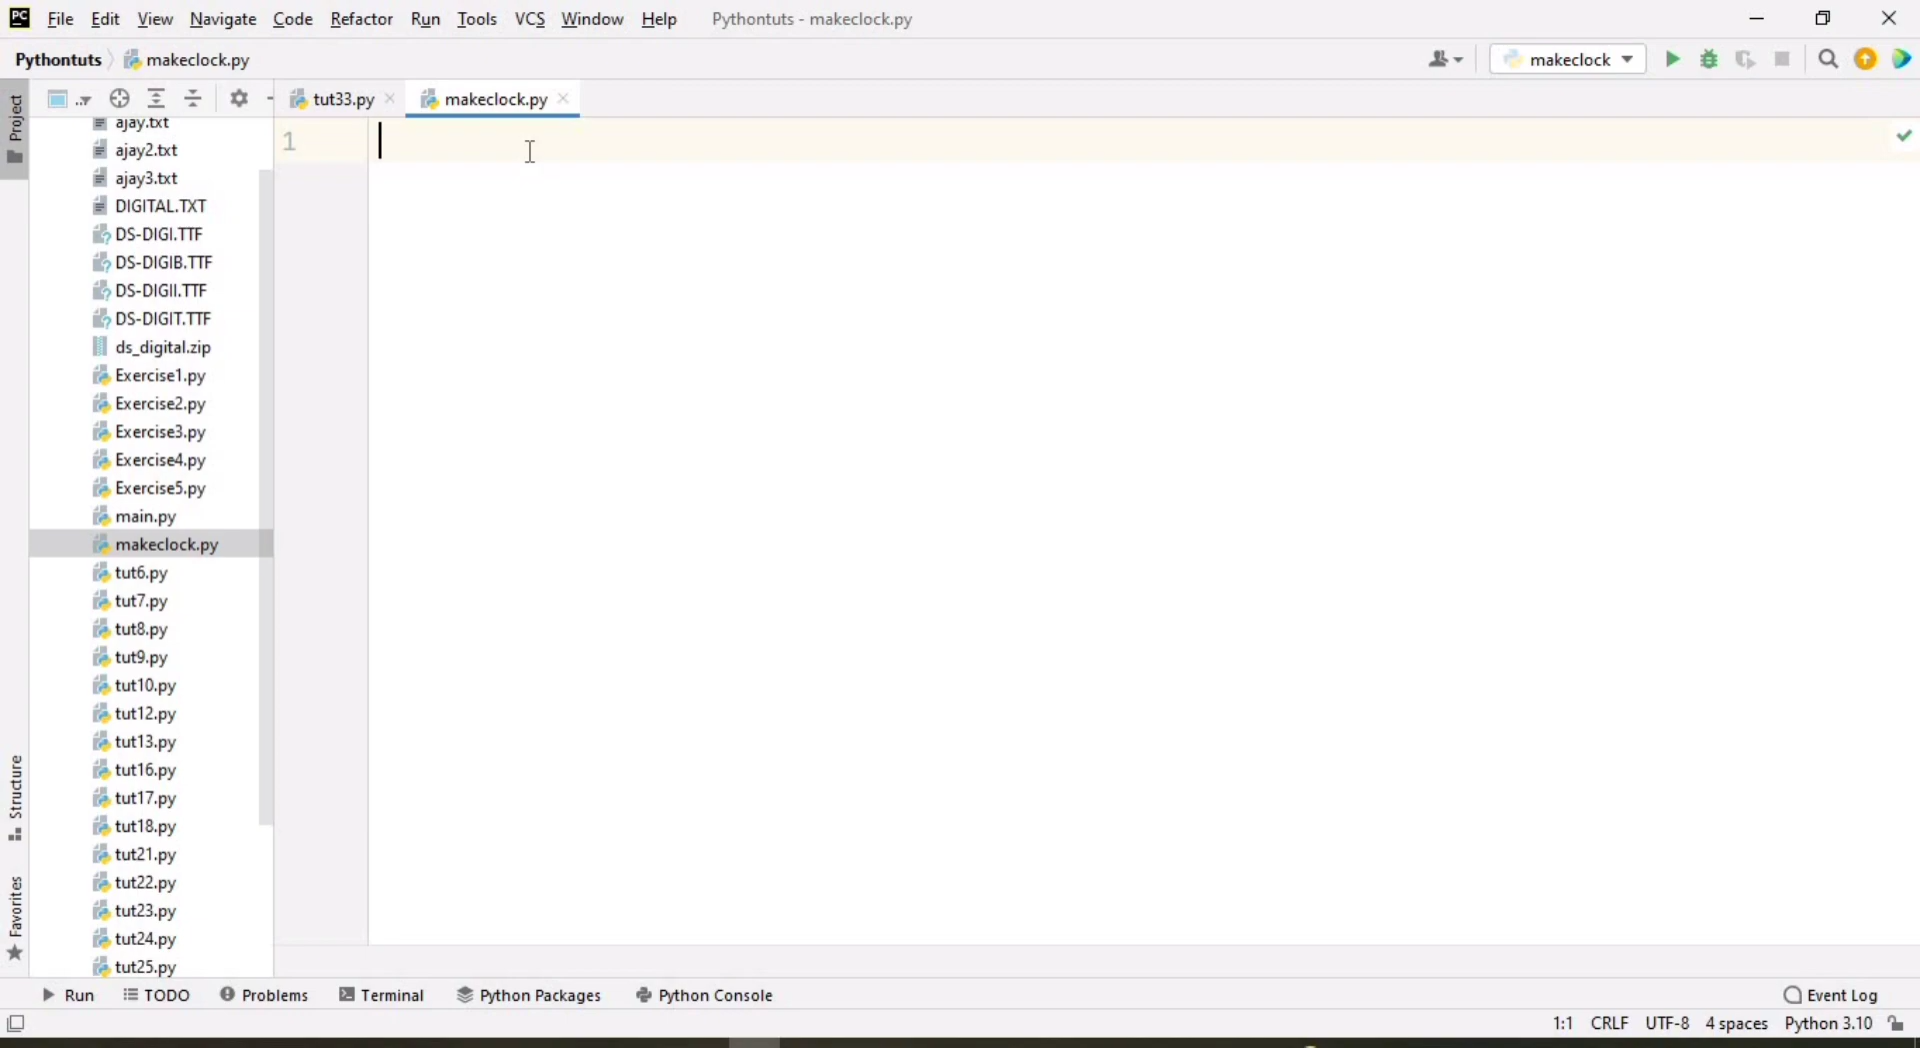 PC File Edit View Navigate Code Refactor Run Tools VCS Window Help Pythontuts - makeclock.py
Pythontuts makeclock.py makeclock
Project
tut33.py makeclock.py
1
ajay.txt
ajay2.txt
ajay3.txt
DIGITAL.TXT
DS-DIGI.TTF
DS-DIGIB.TTF
DS-DIGII.TTF
DS-DIGIT.TTF
ds_digital.zip
Exercise1.py
Exercise2.py
Exercise3.py
Exercise4.py
Exercise5.py
main.py
makeclock.py
tut6.py
tut7.py
tut8.py
tut9.py
tut10.py
tut12.py
tut13.py
tut16.py
tut17.py
tut18.py
tut21.py
tut22.py
tut23.py
tut24.py
tut25.py
Structure
Favorites
Run TODO Problems Terminal Python Packages Python Console Event Log
1:1 CRLF UTF-8 4 spaces Python 3.10